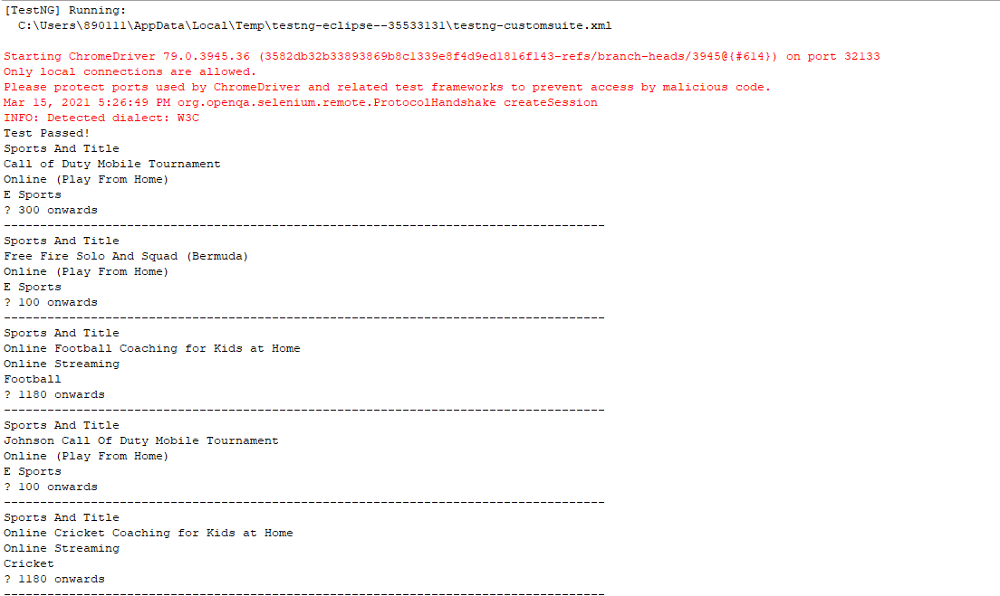 [TestNG] Running:
C:\Users\890111\AppData\Local\Temp\testng-eclipse--35533131\testng-customsuite.xml
Starting ChromeDriver 79.0.3945.36 (3582db32b33893869b8c1339e8f4d9ed1816f143-refs/branch-heads/3945@{#614}) on port 32133
Only local connections are allowed.
Please protect ports used by ChromeDriver and related test frameworks to prevent access by malicious code.
Mar 15, 2021 5:26:49 PM org.openqa.selenium.remote.ProtocolHandshake createSession
INFO: Detected dialect: W3C
Test Passed!
Sports And Title
Call of Duty Mobile Tournament
Online (Play From Home)
E Sports
? 300 onwards
-----------------------------------------------------------------------------------
Sports And Title
Free Fire Solo And Squad (Bermuda)
Online (Play From Home)
E Sports
? 100 onwards
-----------------------------------------------------------------------------------
Sports And Title
Online Football Coaching for Kids at Home
Online Streaming
Football
? 1180 onwards
-----------------------------------------------------------------------------------
Sports And Title
Johnson Call Of Duty Mobile Tournament
Online (Play From Home)
E Sports
? 100 onwards
-----------------------------------------------------------------------------------
Sports And Title
Online Cricket Coaching for Kids at Home
Online Streaming
Cricket
? 1180 onwards
-----------------------------------------------------------------------------------